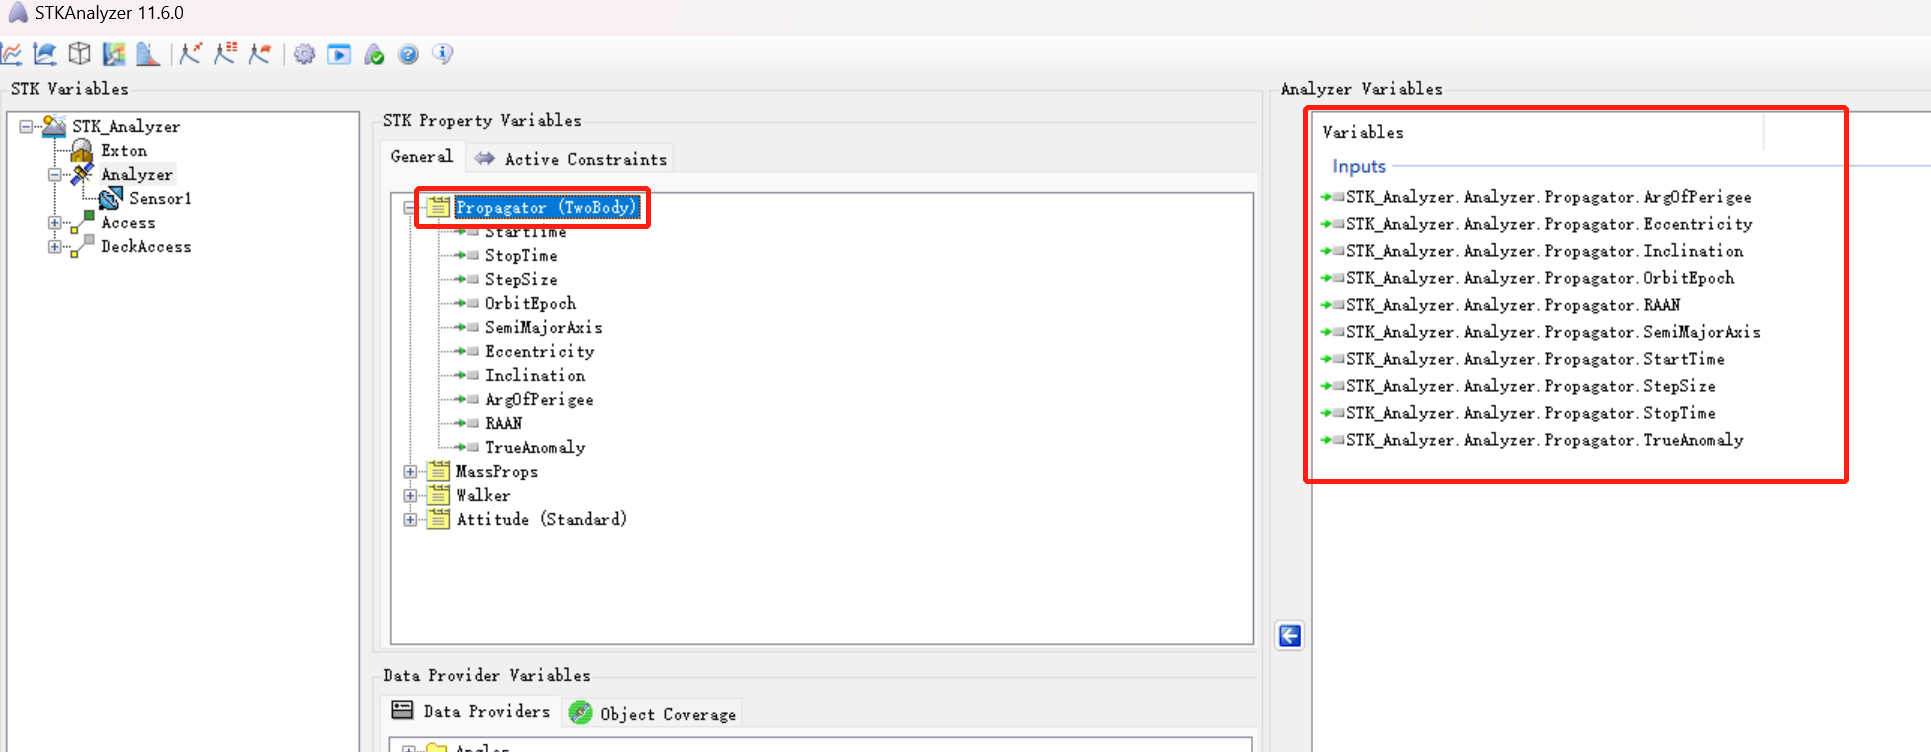 STKAnalyzer 11.6.0
STK Variables
STK_Analyzer
Exton
Analyzer
Sensor1
Access
DeckAccess
STK Property Variables
General
Active Constraints
Propagator (TwoBody)
StartTime
StopTime
StepSize
OrbitEpoch
SemiMajorAxis
Eccentricity
Inclination
ArgOfPerigee
RAAN
TrueAnomaly
MassProps
Walker
Attitude (Standard)
Data Provider Variables
Data Providers
Object Coverage
Angles
Analyzer Variables
Variables
Inputs
STK_Analyzer.Analyzer.Propagator.ArgOfPerigee
STK_Analyzer.Analyzer.Propagator.Eccentricity
STK_Analyzer.Analyzer.Propagator.Inclination
STK_Analyzer.Analyzer.Propagator.OrbitEpoch
STK_Analyzer.Analyzer.Propagator.RAAN
STK_Analyzer.Analyzer.Propagator.SemiMajorAxis
STK_Analyzer.Analyzer.Propagator.StartTime
STK_Analyzer.Analyzer.Propagator.StepSize
STK_Analyzer.Analyzer.Propagator.StopTime
STK_Analyzer.Analyzer.Propagator.TrueAnomaly